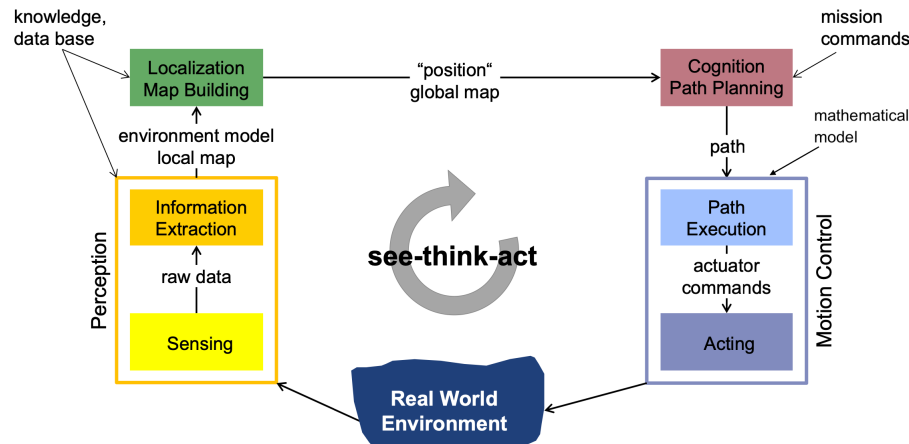 knowledge,
data base
Localization
Map Building
“position“
global map
Cognition
Path Planning
mission
commands
environment model
local map
path
mathematical
model
Perception
Information
Extraction
raw data
Sensing
see-think-act
Path
Execution
actuator
commands
Acting
Motion Control
Real World
Environment